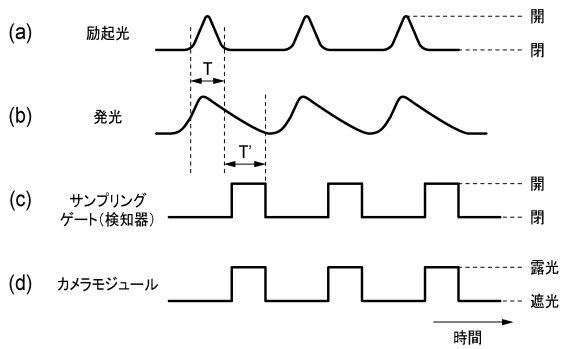 (a) 励起光 開
閉
T
(b) 発光
T'
(c) サンプリング
ゲート(検知器)
開
閉
(d) カメラモジュール
露光
遮光
時間